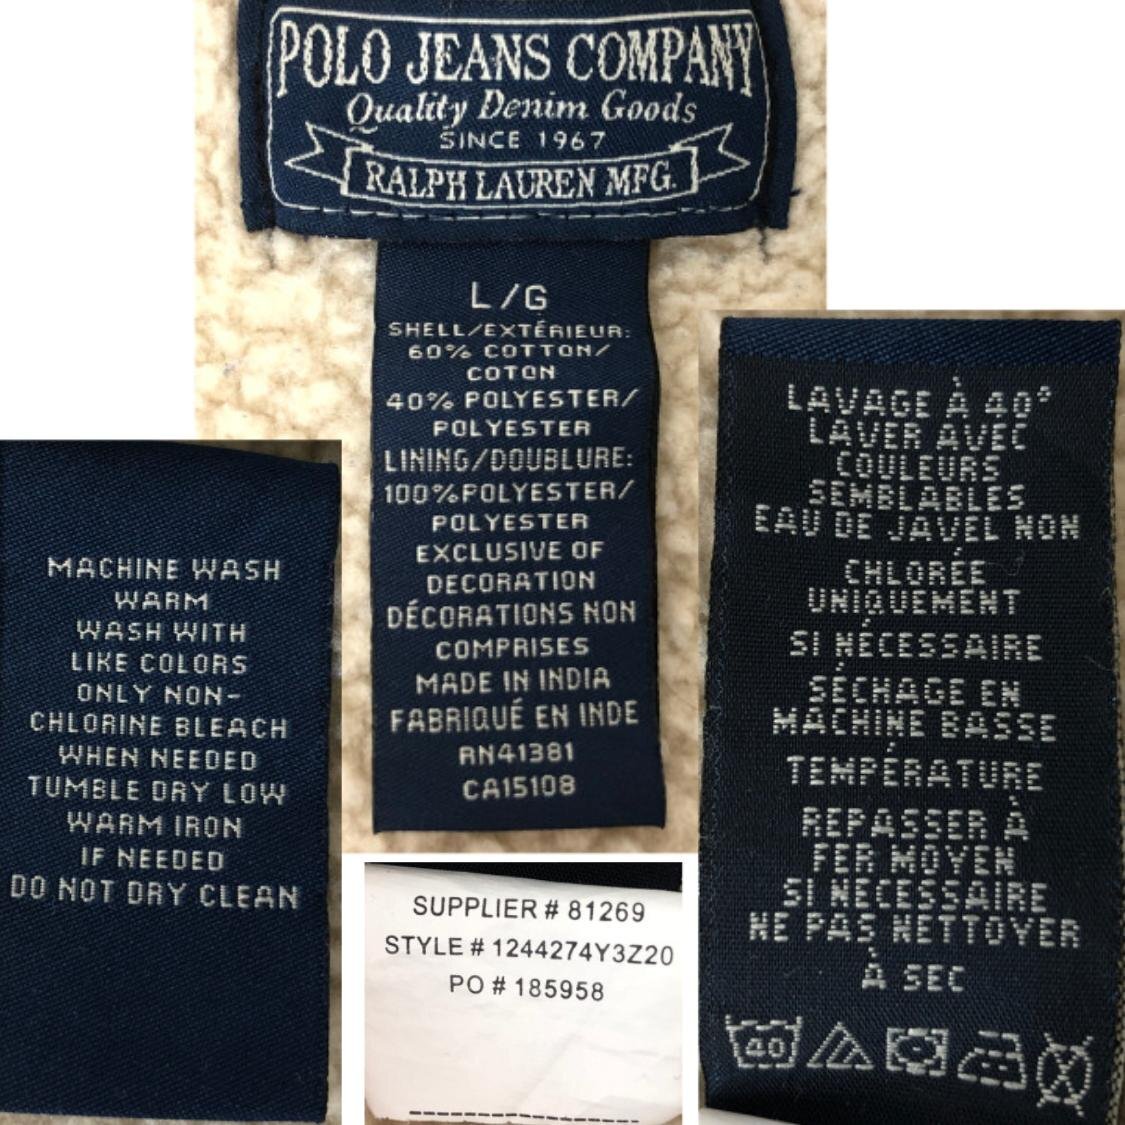 POLO JEANS COMPANY
Quality Denim Goods
SINCE 1967
RALPH LAUREN MFG.
L/G
SHELL/EXTÉRIEUR:
60% COTTON/
COTON
40% POLYESTER/
POLYESTER
LINING/DOUBLURE:
100%POLYESTER/
POLYESTER
EXCLUSIVE OF
DECORATION
DÉCORATIONS NON
COMPRISES
MADE IN INDIA
FABRIQUÉ EN INDE
RN41381
CA15108
MACHINE WASH
WARM
WASH WITH
LIKE COLORS
ONLY NON-
CHLORINE BLEACH
WHEN NEEDED
TUMBLE DRY LOW
WARM IRON
IF NEEDED
DO NOT DRY CLEAN
SUPPLIER # 81269
STYLE # 1244274Y3Z20
PO # 185958
LAVAGE À 40°
LAVER AVEC
COULEURS
SEMBLABLES
EAU DE JAVEL NON
CHLORÉE
UNIQUEMENT
SI NÉCESSAIRE
SÉCHAGE EN
MACHINE BASSE
TEMPÉRATURE
REPASSER À
FER MOYEN
SI NÉCESSAIRE
NE PAS NETTOYER
À SEC
40